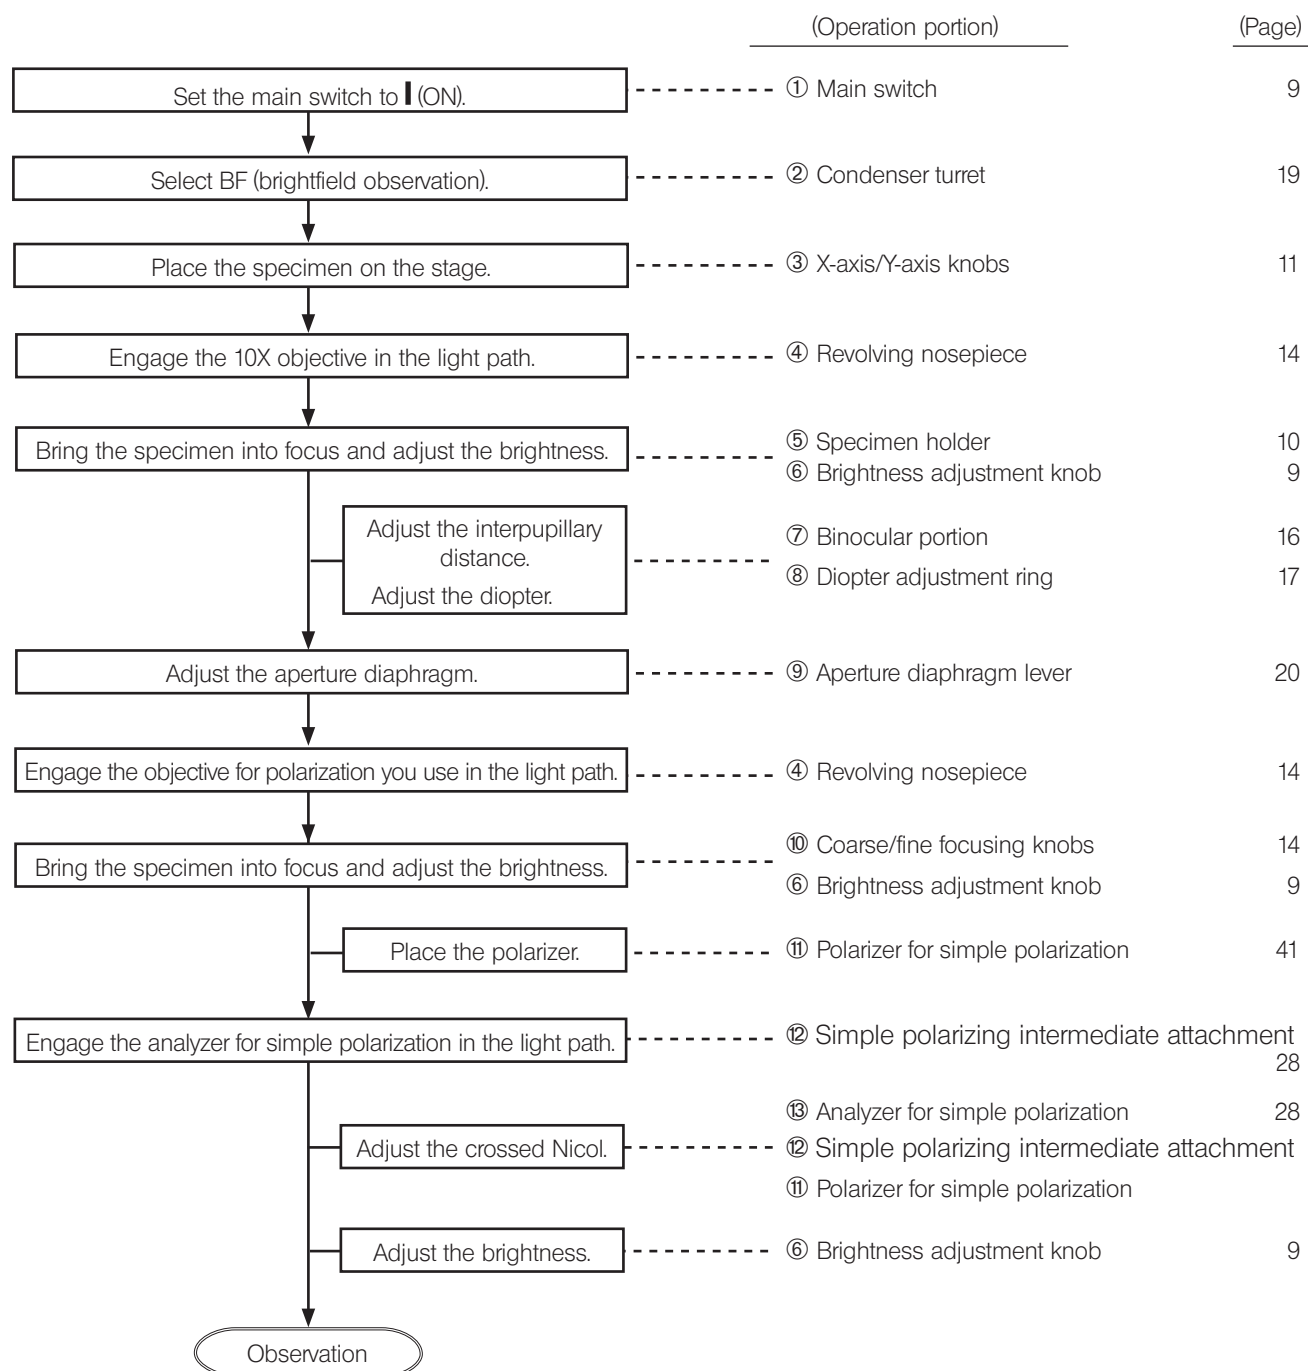 (Operation portion) (Page)
Set the main switch to I (ON). ① Main switch 9
Select BF (brightfield observation). ② Condenser turret 19
Place the specimen on the stage. ③ X-axis/Y-axis knobs 11
Engage the 10X objective in the light path. ④ Revolving nosepiece 14
Bring the specimen into focus and adjust the brightness. ⑤ Specimen holder 10
⑥ Brightness adjustment knob 9
Adjust the interpupillary
distance.
Adjust the diopter.
⑦ Binocular portion 16
⑧ Diopter adjustment ring 17
Adjust the aperture diaphragm. ⑨ Aperture diaphragm lever 20
Engage the objective for polarization you use in the light path. ④ Revolving nosepiece 14
Bring the specimen into focus and adjust the brightness. ⑩ Coarse/fine focusing knobs 14
⑥ Brightness adjustment knob 9
Place the polarizer. ⑪ Polarizer for simple polarization 41
Engage the analyzer for simple polarization in the light path. ⑫ Simple polarizing intermediate attachment
28
⑬ Analyzer for simple polarization 28
Adjust the crossed Nicol. ⑫ Simple polarizing intermediate attachment
⑪ Polarizer for simple polarization
Adjust the brightness. ⑥ Brightness adjustment knob 9
Observation